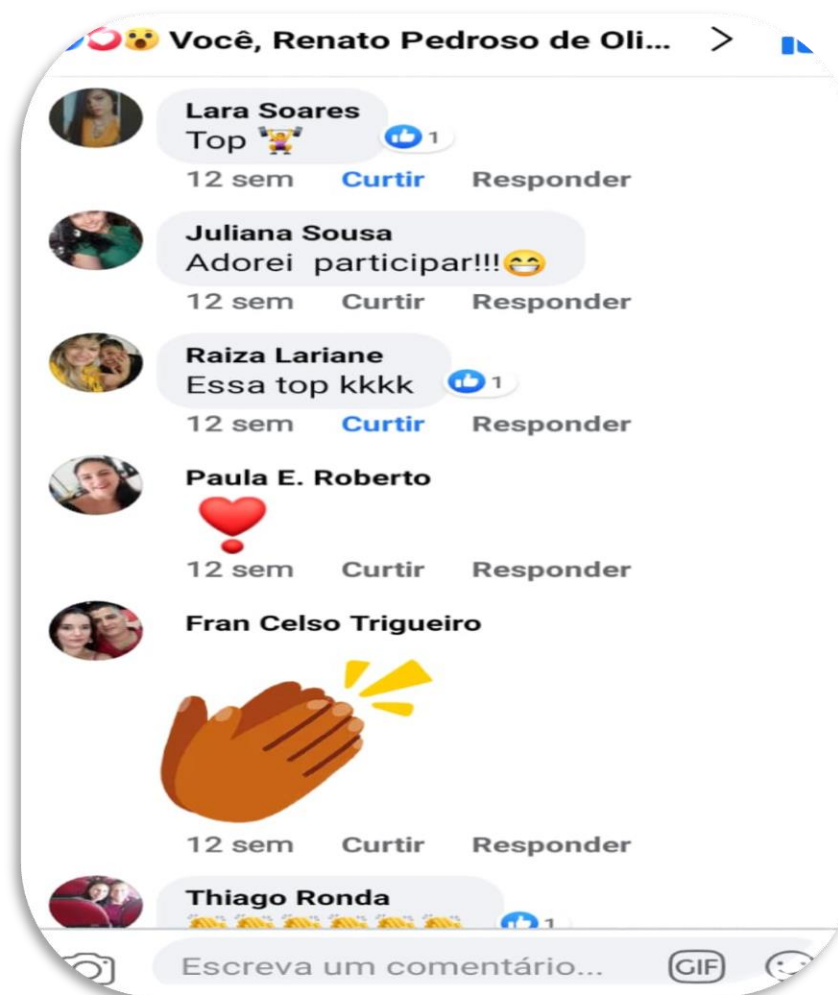 Você, Renato Pedroso de Oli... >
Lara Soares
Top 🏋️‍♀️ 1
12 sem Curtir Responder
Juliana Sousa
Adorei participar!!!😁
12 sem Curtir Responder
Raiza Lariane
Essa top kkkk 1
12 sem Curtir Responder
Paula E. Roberto
❣️
12 sem Curtir Responder
Fran Celso Trigueiro
12 sem Curtir Responder
Thiago Ronda
👏👏👏👏👏👏 1
Escreva um comentário... GIF